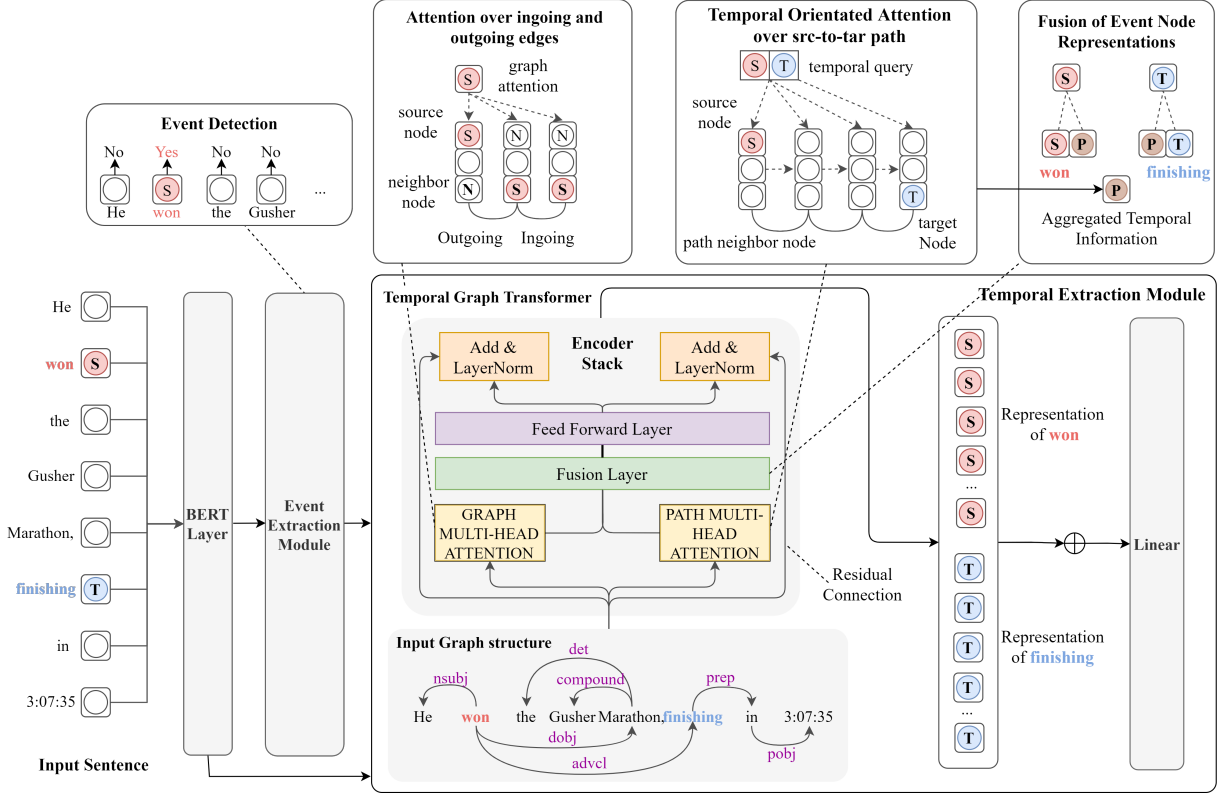 Attention over ingoing and
outgoing edges
S
graph
attention
source
node
S
N
N
neighbor
node
N
S
S
Outgoing
Ingoing
Temporal Orientated Attention
over src-to-tar path
S
T
temporal query
source
node
S
T
path neighbor node
target
Node
Fusion of Event Node
Representations
S
T
S
P
P
T
won
finishing
P
Aggregated Temporal
Information
Event Detection
No
Yes
No
No
S
...
He
won
the
Gusher
He
won
S
the
Gusher
Marathon,
finishing
T
in
3:07:35
Input Sentence
BERT
Layer
Event
Extraction
Module
Temporal Graph Transformer
Temporal Extraction Module
Encoder
Stack
Add &
LayerNorm
Add &
LayerNorm
Feed Forward Layer
Fusion Layer
GRAPH
MULTI-HEAD
ATTENTION
PATH MULTI-
HEAD
ATTENTION
Residual
Connection
Input Graph structure
det
nsubj
compound
prep
He
won
the
Gusher
Marathon,
finishing
in
3:07:35
dobj
advcl
pobj
S
S
S
S
...
S
Representation
of won
T
T
T
T
...
T
Representation
of finishing
Linear